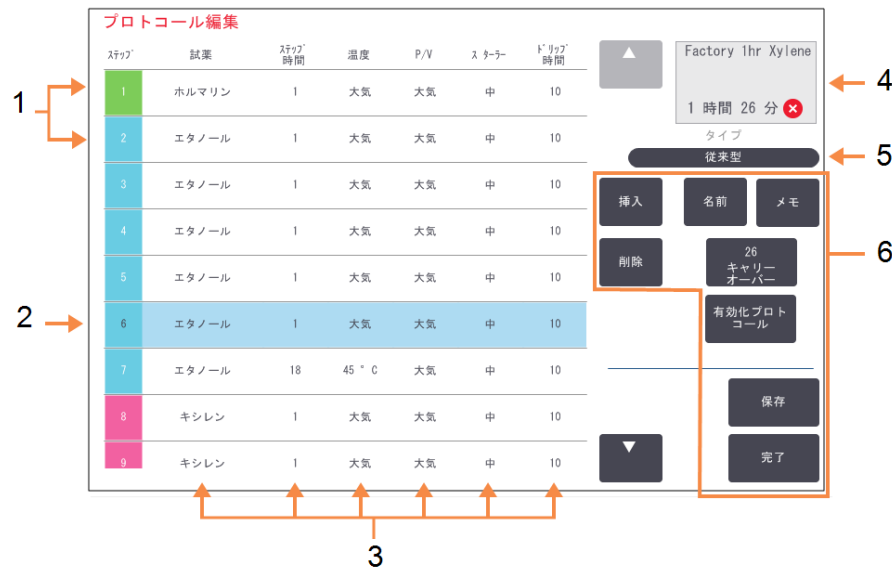 プロトコール編集
ステップ 試薬 ステップ時間 温度 P/V スターラー ドリップ時間
1 ホルマリン 1 大気 大気 中 10
2 エタノール 1 大気 大気 中 10
3 エタノール 1 大気 大気 中 10
4 エタノール 1 大気 大気 中 10
5 エタノール 1 大気 大気 中 10
6 エタノール 1 大気 大気 中 10
7 エタノール 18 45 ° C 大気 中 10
8 キシレン 1 大気 大気 中 10
9 キシレン 1 大気 大気 中 10
Factory 1hr Xylene
1 時間 26 分
タイプ
従来型
挿入 名前 メモ
削除
26
キャリー
オーバー
有効化プロト
コール
保存
完了
1
2
3
4
5
6